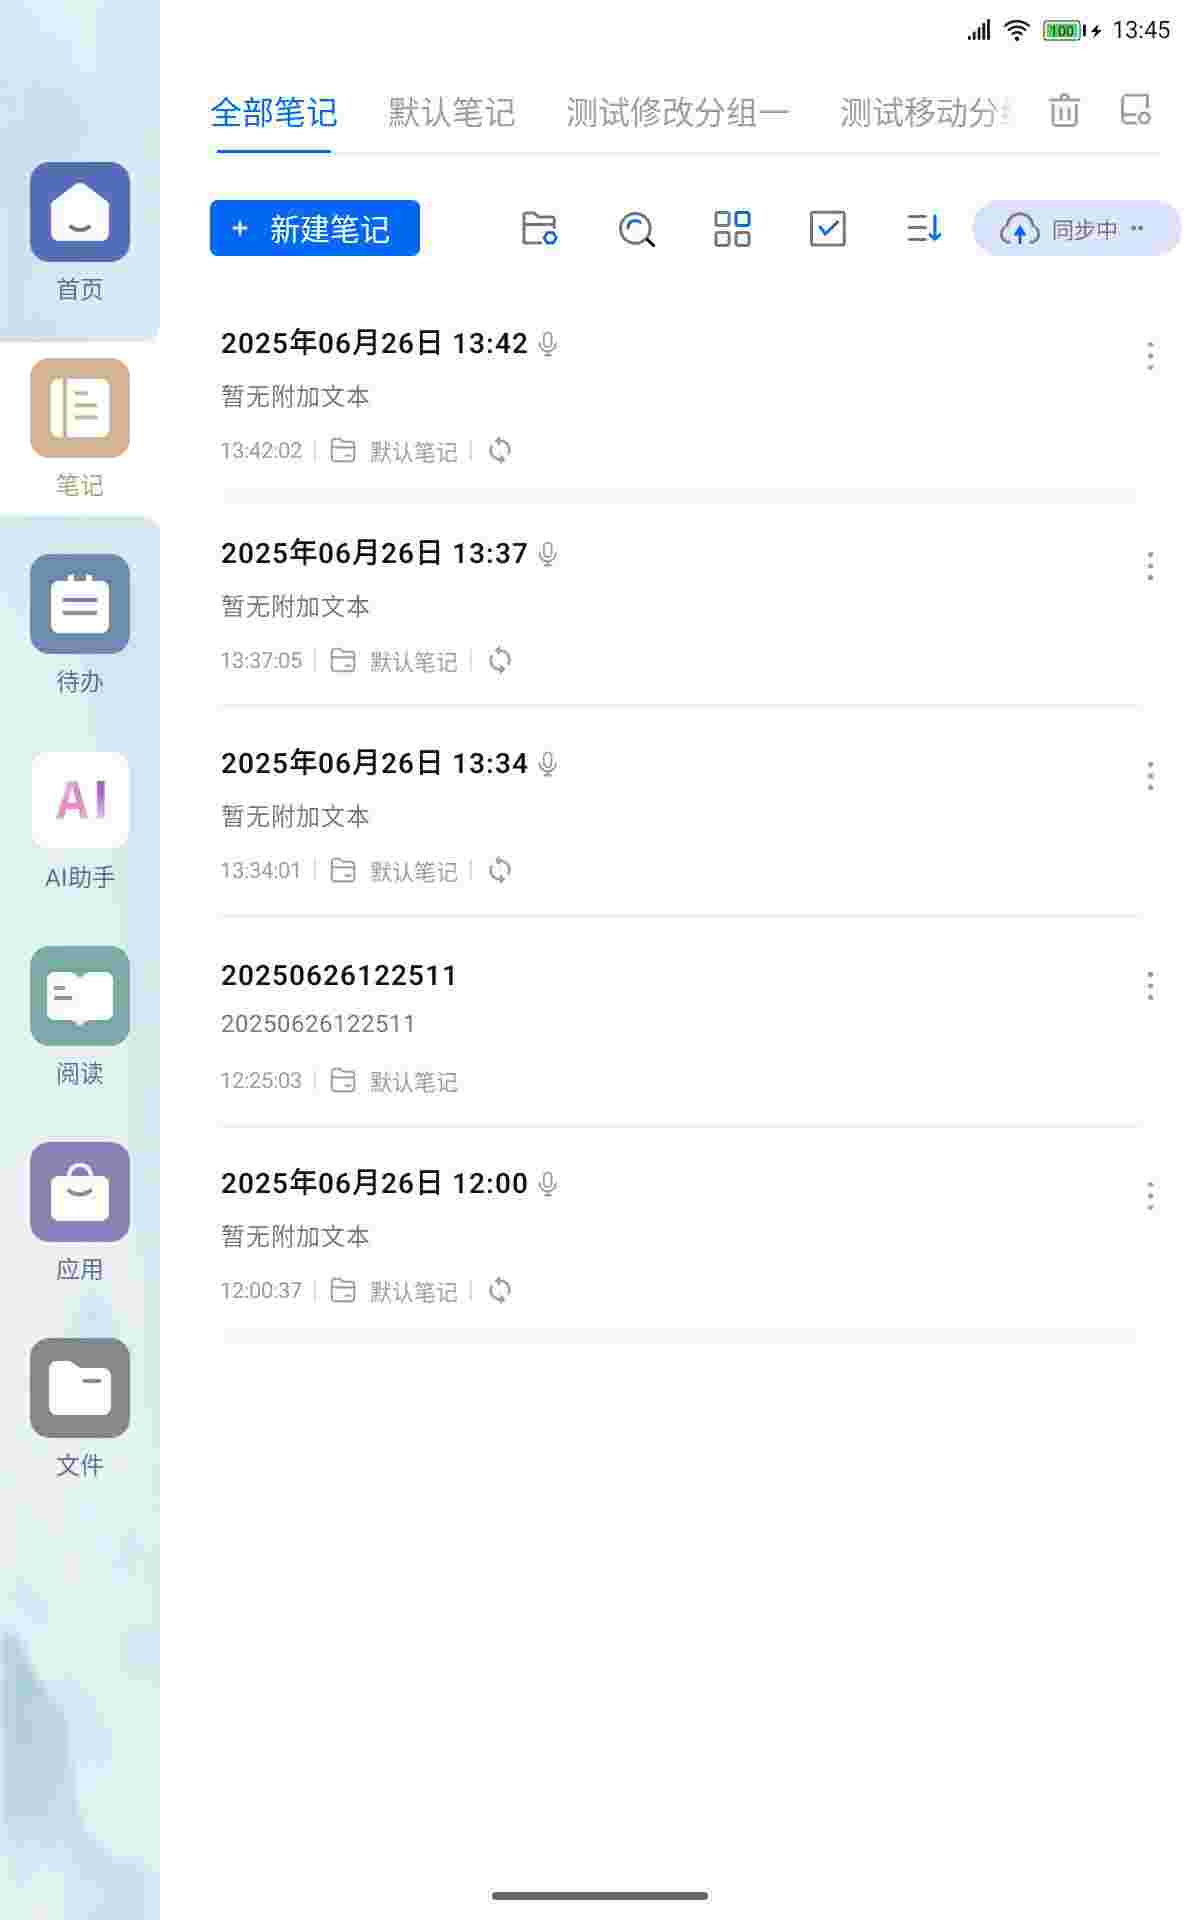 100 13:45
全部笔记 默认笔记 测试修改分组一 测试移动分
+ 新建笔记 同步中 ··
首页
笔记
待办
AI
AI助手
阅读
应用
文件
2025年06月26日 13:42
暂无附加文本
13:42:02 默认笔记
2025年06月26日 13:37
暂无附加文本
13:37:05 默认笔记
2025年06月26日 13:34
暂无附加文本
13:34:01 默认笔记
20250626122511
20250626122511
12:25:03 默认笔记
2025年06月26日 12:00
暂无附加文本
12:00:37 默认笔记